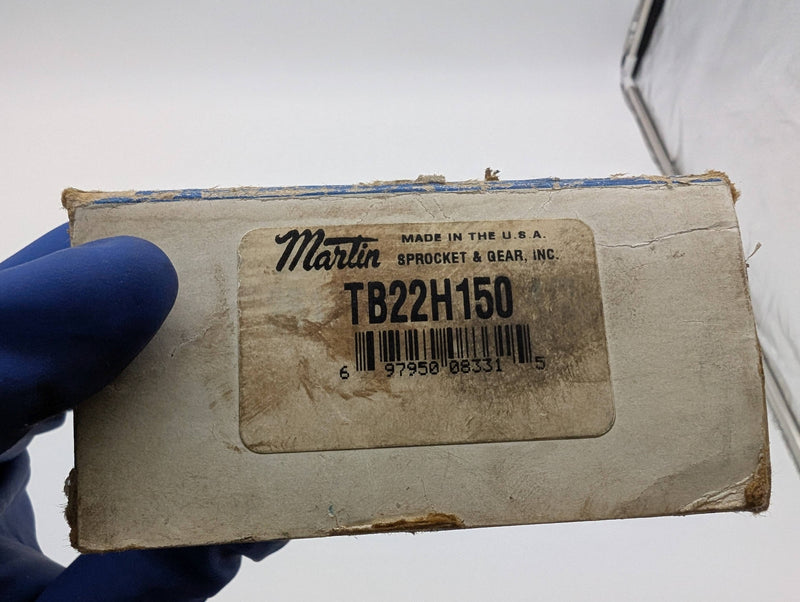 Martin MADE IN THE U.S.A.
SPROCKET & GEAR, INC.
TB22H150
6 97950 08331 5